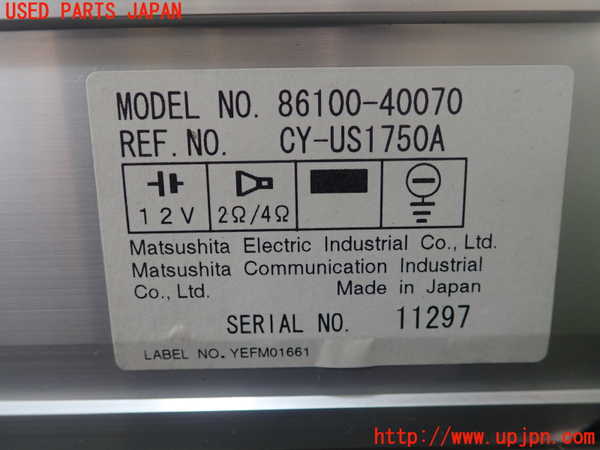 USED PARTS JAPAN
MODEL NO. 86100-40070
REF.NO. CY-US1750A
12V 2Ω/4Ω
Matsushita Electric Industrial Co., Ltd.
Matsushita Communication Industrial
Co., Ltd. Made in Japan
SERIAL NO. 11297
LABEL NO. YEFM01661
http://www.upjpn.com/